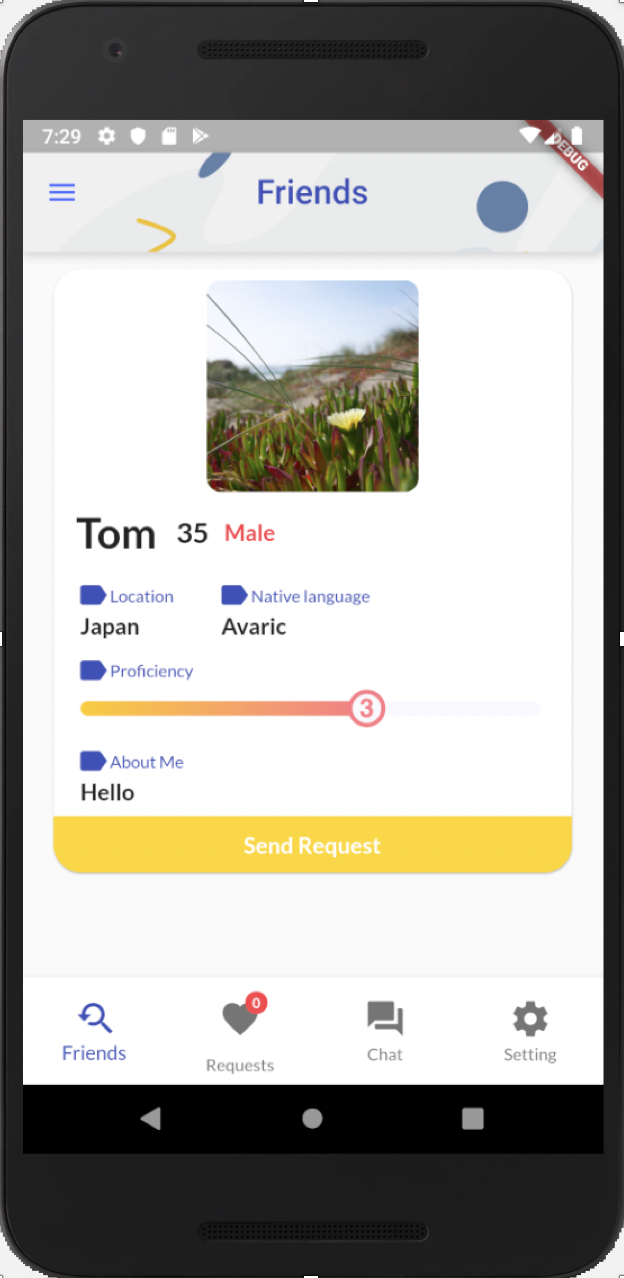 7:29
DEBUG
Friends
Tom 35 Male
Location Native language
Japan Avaric
Proficiency
3
About Me
Hello
Send Request
0
Friends Requests Chat Setting